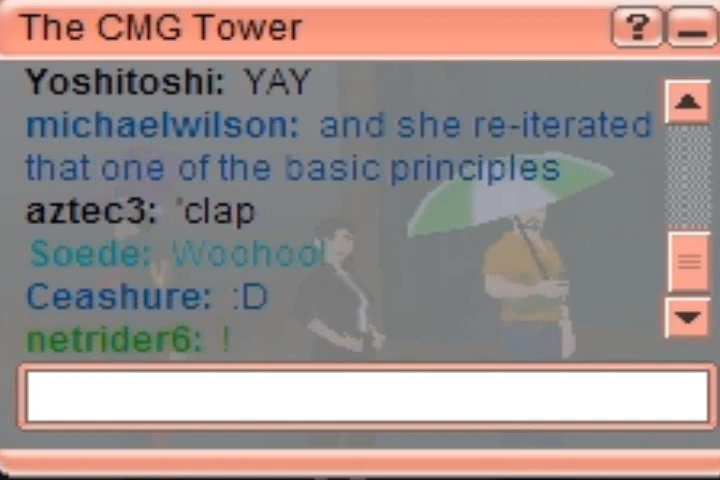 The CMG Tower
?
Yoshitoshi: YAY
michaelwilson: and she re-iterated
that one of the basic principles
aztec3: 'clap
Soede: Woohoo!
Ceashure: :D
netrider6: !